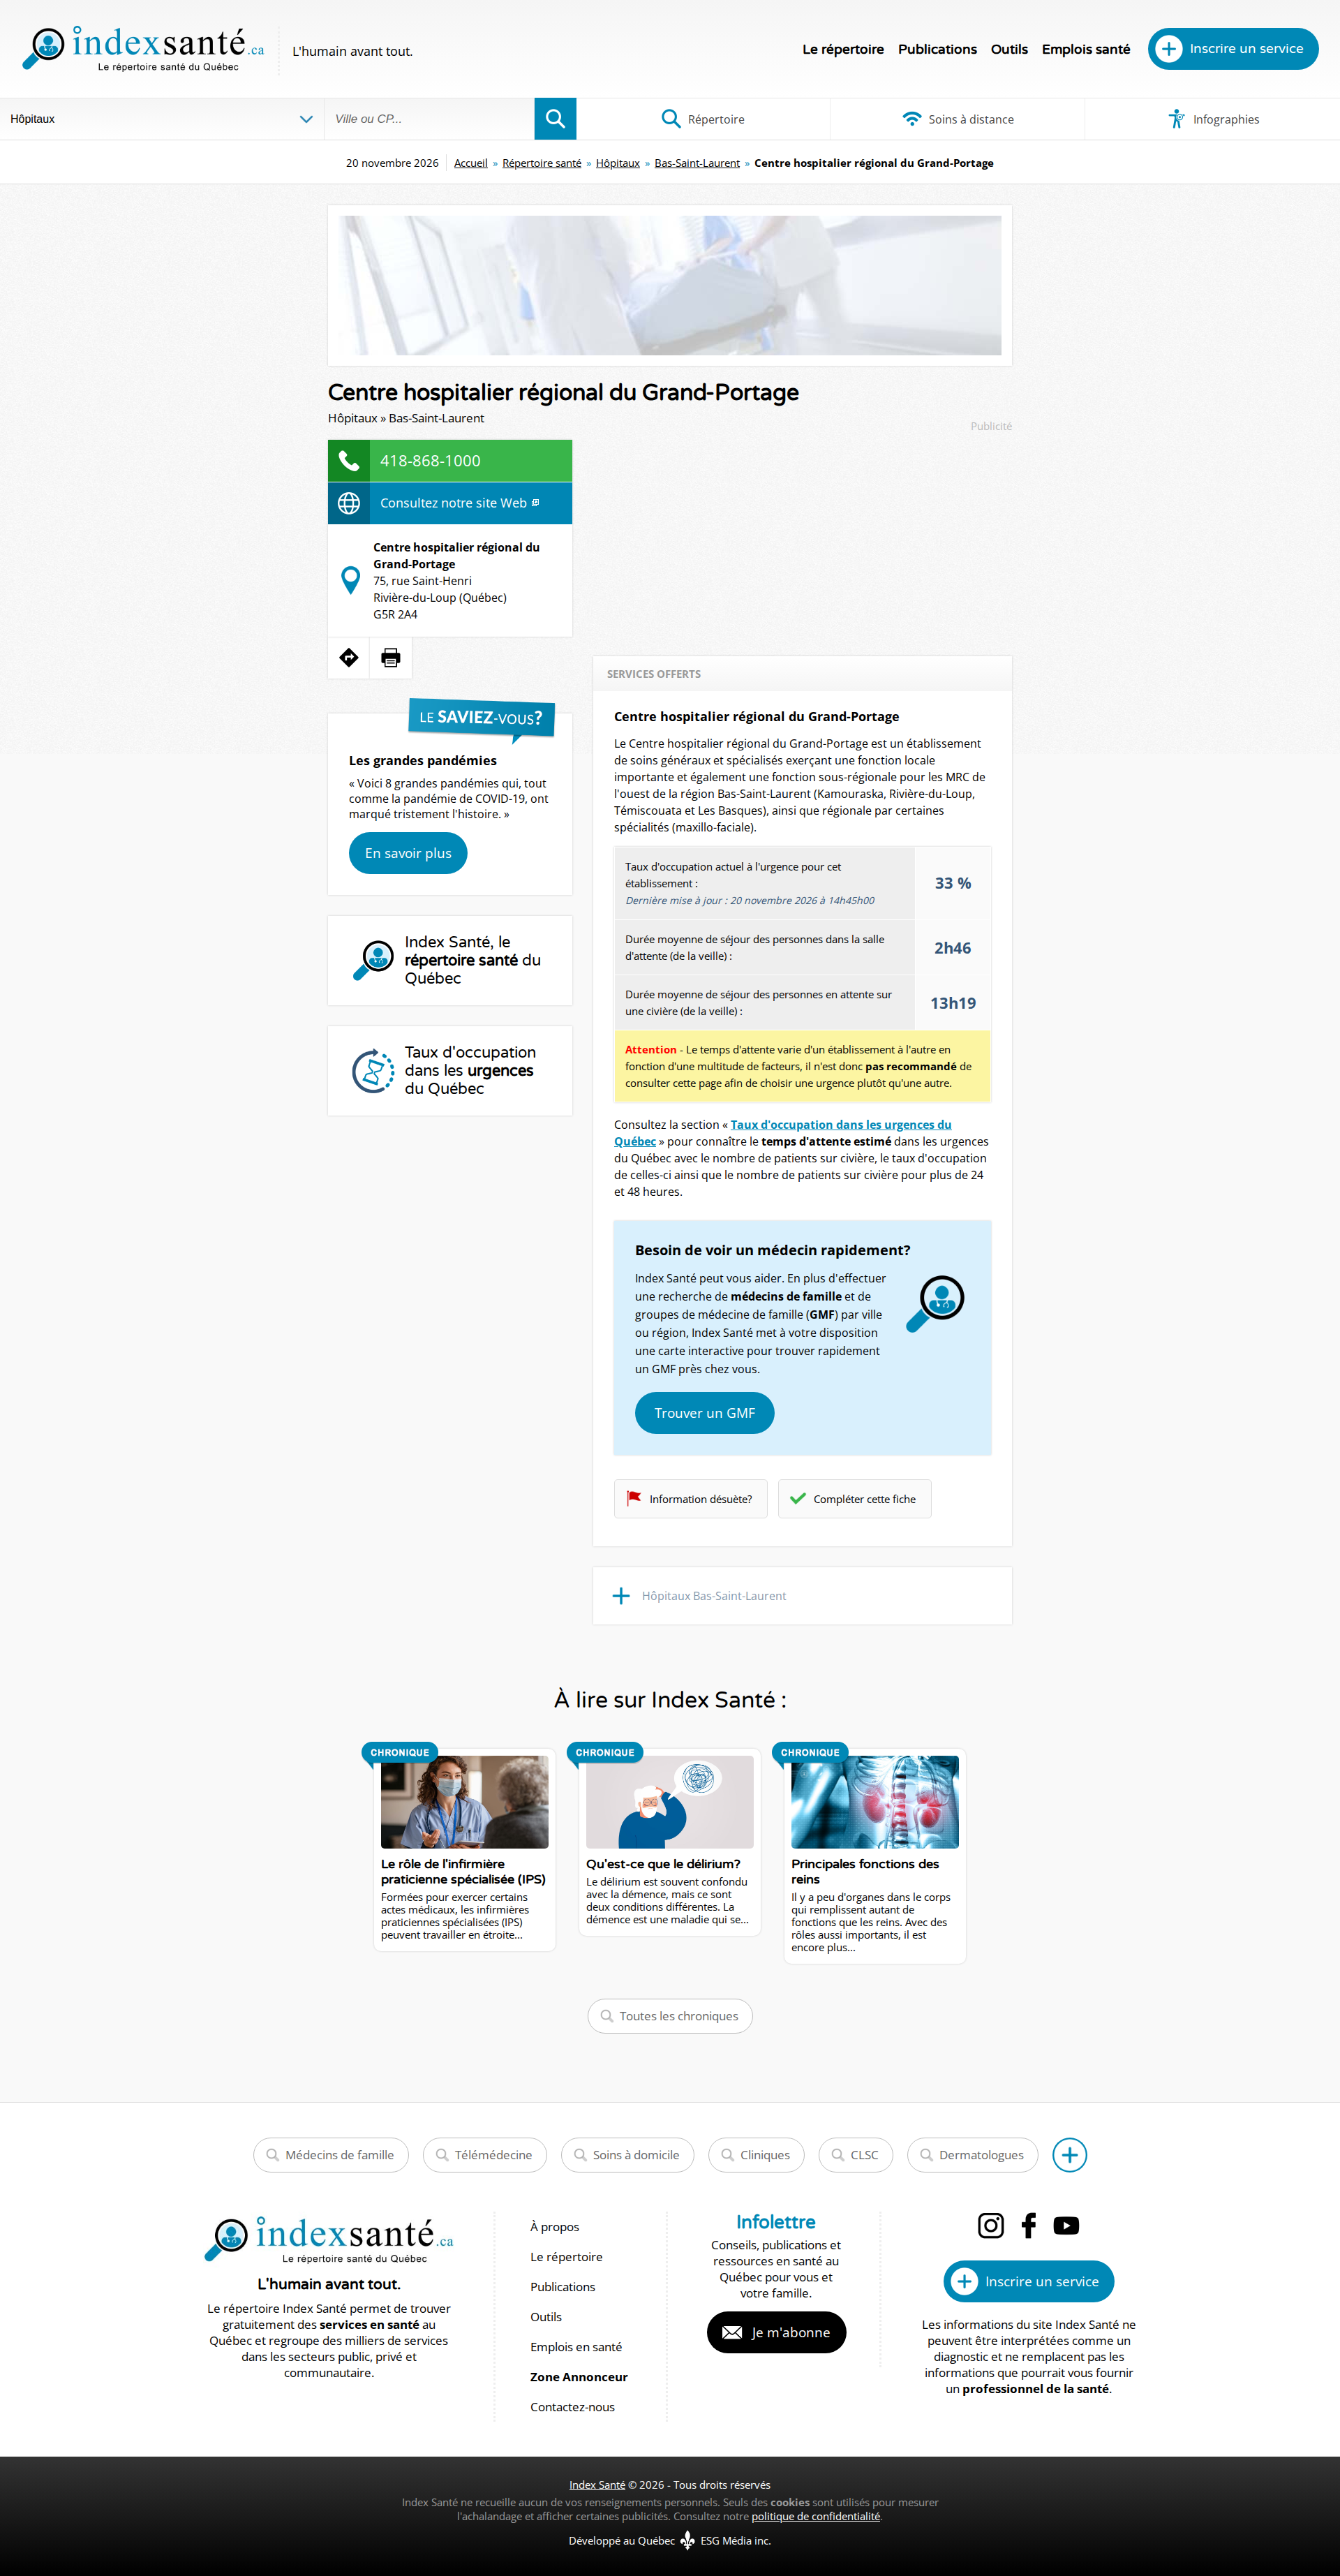 indexsanté.ca
Le répertoire santé du Québec
L'humain avant tout.
Le répertoire
Publications
Outils
Emplois santé
Inscrire un service
Hôpitaux
Ville ou CP...
Répertoire
Soins à distance
Infographies
20 novembre 2026
Accueil » Répertoire santé » Hôpitaux » Bas-Saint-Laurent » Centre hospitalier régional du Grand-Portage
Centre hospitalier régional du Grand-Portage
Hôpitaux » Bas-Saint-Laurent
Publicité
418-868-1000
Consultez notre site Web
Centre hospitalier régional du
Grand-Portage
75, rue Saint-Henri
Rivière-du-Loup (Québec)
G5R 2A4
LE SAVIEZ-VOUS?
Les grandes pandémies
« Voici 8 grandes pandémies qui, tout
comme la pandémie de COVID-19, ont
marqué tristement l'histoire. »
En savoir plus
Index Santé, le
répertoire santé du
Québec
Taux d'occupation
dans les urgences
du Québec
SERVICES OFFERTS
Centre hospitalier régional du Grand-Portage
Le Centre hospitalier régional du Grand-Portage est un établissement
de soins généraux et spécialisés exerçant une fonction locale
importante et également une fonction sous-régionale pour les MRC de
l'ouest de la région Bas-Saint-Laurent (Kamouraska, Rivière-du-Loup,
Témiscouata et Les Basques), ainsi que régionale par certaines
spécialités (maxillo-faciale).
Taux d'occupation actuel à l'urgence pour cet
établissement :
Dernière mise à jour : 20 novembre 2026 à 14h45h00
33 %
Durée moyenne de séjour des personnes dans la salle
d'attente (de la veille) :
2h46
Durée moyenne de séjour des personnes en attente sur
une civière (de la veille) :
13h19
Attention - Le temps d'attente varie d'un établissement à l'autre en
fonction d'une multitude de facteurs, il n'est donc pas recommandé de
consulter cette page afin de choisir une urgence plutôt qu'une autre.
Consultez la section « Taux d'occupation dans les urgences du
Québec » pour connaître le temps d'attente estimé dans les urgences
du Québec avec le nombre de patients sur civière, le taux d'occupation
de celles-ci ainsi que le nombre de patients sur civière pour plus de 24
et 48 heures.
Besoin de voir un médecin rapidement?
Index Santé peut vous aider. En plus d'effectuer
une recherche de médecins de famille et de
groupes de médecine de famille (GMF) par ville
ou région, Index Santé met à votre disposition
une carte interactive pour trouver rapidement
un GMF près chez vous.
Trouver un GMF
Information désuète?
Compléter cette fiche
Hôpitaux Bas-Saint-Laurent
À lire sur Index Santé :
CHRONIQUE
Le rôle de l'infirmière
praticienne spécialisée (IPS)
Formées pour exercer certains
actes médicaux, les infirmières
praticiennes spécialisées (IPS)
peuvent travailler en étroite...
CHRONIQUE
Qu'est-ce que le délirium?
Le délirium est souvent confondu
avec la démence, mais ce sont
deux conditions différentes. La
démence est une maladie qui se...
CHRONIQUE
Principales fonctions des
reins
Il y a peu d'organes dans le corps
qui remplissent autant de
fonctions que les reins. Avec des
rôles aussi importants, il est
encore plus...
Toutes les chroniques
Médecins de famille
Télémédecine
Soins à domicile
Cliniques
CLSC
Dermatologues
indexsanté.ca
Le répertoire santé du Québec
L'humain avant tout.
Le répertoire Index Santé permet de trouver
gratuitement des services en santé au
Québec et regroupe des milliers de services
dans les secteurs public, privé et
communautaire.
À propos
Le répertoire
Publications
Outils
Emplois en santé
Zone Annonceur
Contactez-nous
Infolettre
Conseils, publications et
ressources en santé au
Québec pour vous et
votre famille.
Je m'abonne
Inscrire un service
Les informations du site Index Santé ne
peuvent être interprétées comme un
diagnostic et ne remplacent pas les
informations que pourrait vous fournir
un professionnel de la santé.
Index Santé © 2026 - Tous droits réservés
Index Santé ne recueille aucun de vos renseignements personnels. Seuls des cookies sont utilisés pour mesurer
l'achalandage et afficher certaines publicités. Consultez notre politique de confidentialité.
Développé au Québec ESG Média inc.